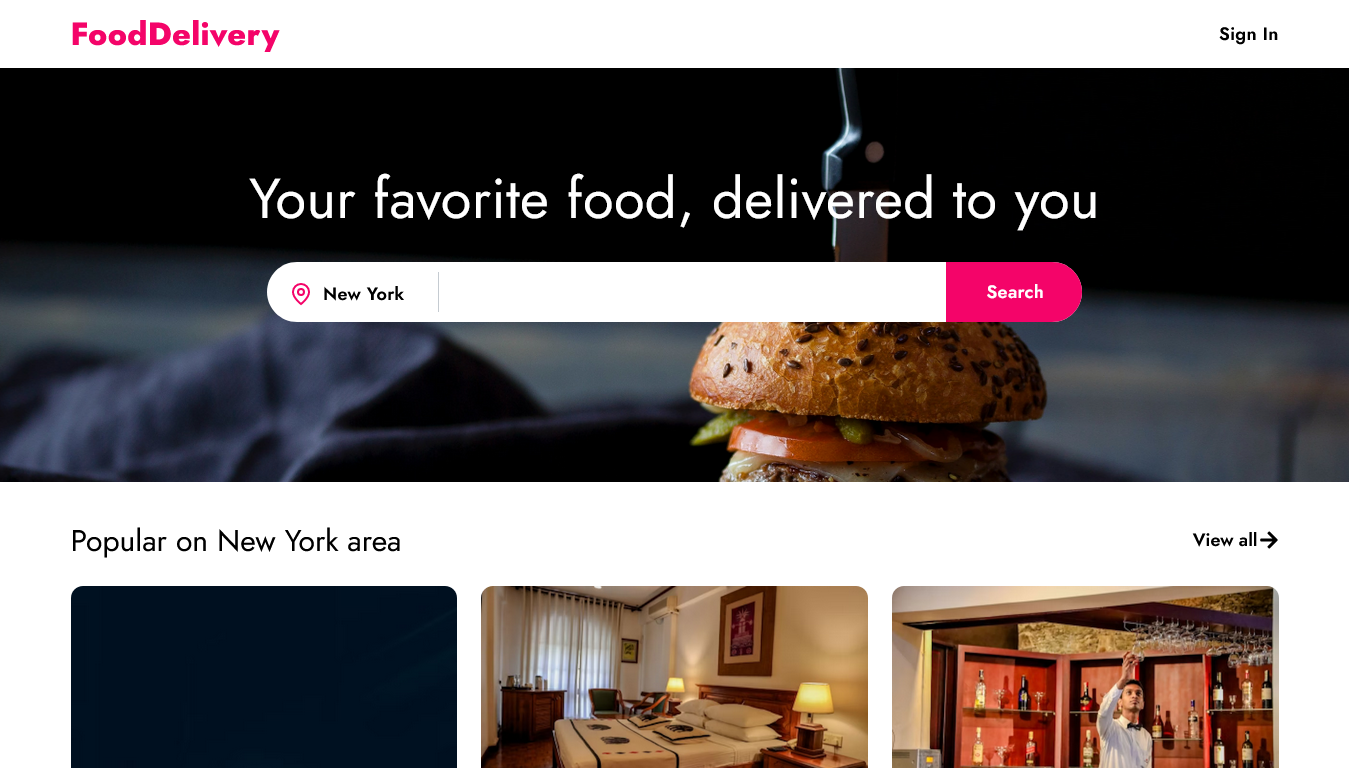 FoodDelivery
Sign In
Your favorite food, delivered to you
New York
Search
Popular on New York area
View all